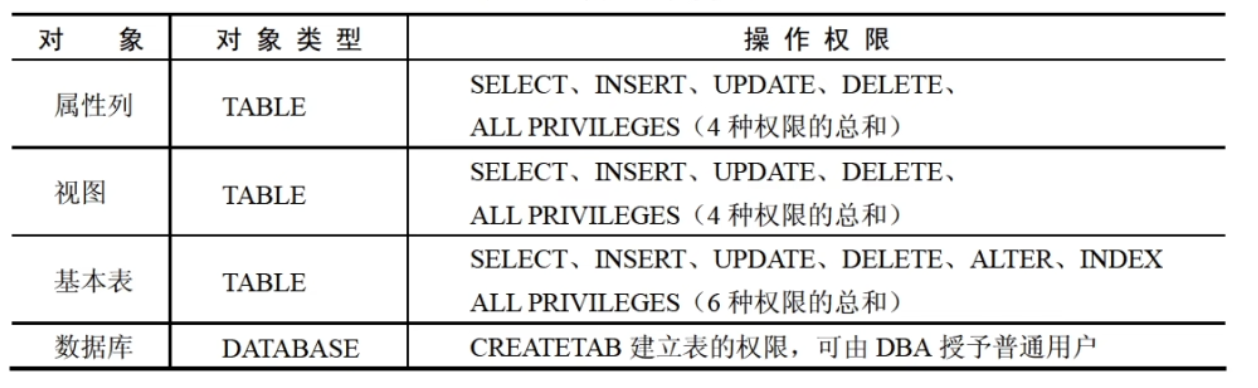 对 象 对 象 类 型 操 作 权 限
属性列 TABLE SELECT、INSERT、UPDATE、DELETE、
ALL PRIVILEGES（4 种权限的总和）
视图 TABLE SELECT、INSERT、UPDATE、DELETE、
ALL PRIVILEGES（4 种权限的总和）
基本表 TABLE SELECT、INSERT、UPDATE、DELETE、ALTER、INDEX
ALL PRIVILEGES（6 种权限的总和）
数据库 DATABASE CREATETAB 建立表的权限，可由 DBA 授予普通用户